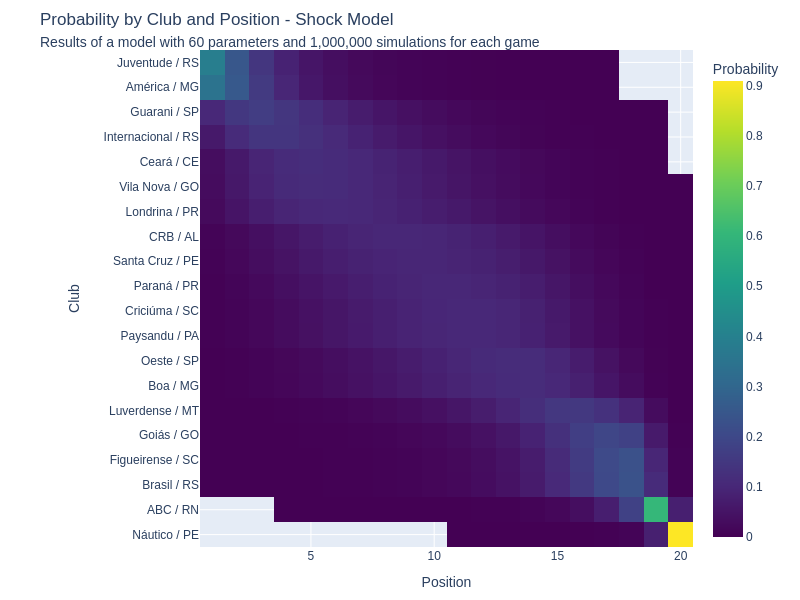 Probability by Club and Position - Shock Model
Results of a model with 60 parameters and 1,000,000 simulations for each game
Probability
Juventude / RS
América / MG
Guarani / SP
Internacional / RS
Ceará / CE
Vila Nova / GO
Londrina / PR
CRB / AL
Santa Cruz / PE
Paraná / PR
Criciúma / SC
Paysandu / PA
Oeste / SP
Boa / MG
Luverdense / MT
Goiás / GO
Figueirense / SC
Brasil / RS
ABC / RN
Náutico / PE
Club
5 10 15 20
Position
0.9
0.8
0.7
0.6
0.5
0.4
0.3
0.2
0.1
0